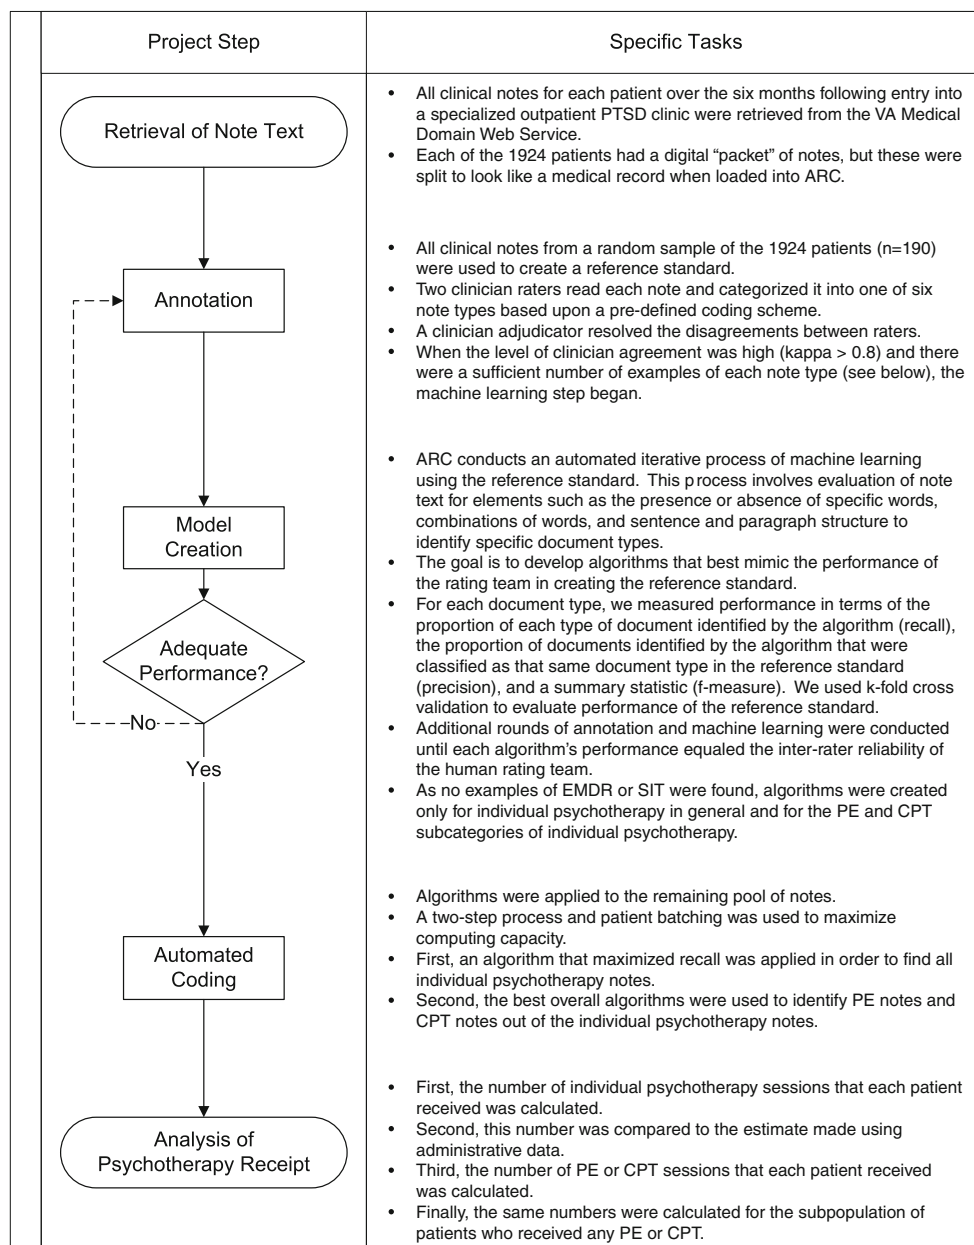 Project Step
Specific Tasks
Retrieval of Note Text
• All clinical notes for each patient over the six months following entry into
a specialized outpatient PTSD clinic were retrieved from the VA Medical
Domain Web Service.
• Each of the 1924 patients had a digital “packet” of notes, but these were
split to look like a medical record when loaded into ARC.
Annotation
• All clinical notes from a random sample of the 1924 patients (n=190)
were used to create a reference standard.
• Two clinician raters read each note and categorized it into one of six
note types based upon a pre-defined coding scheme.
• A clinician adjudicator resolved the disagreements between raters.
• When the level of clinician agreement was high (kappa > 0.8) and there
were a sufficient number of examples of each note type (see below), the
machine learning step began.
Model
Creation
Adequate
Performance?
No
Yes
• ARC conducts an automated iterative process of machine learning
using the reference standard. This process involves evaluation of note
text for elements such as the presence or absence of specific words,
combinations of words, and sentence and paragraph structure to
identify specific document types.
• The goal is to develop algorithms that best mimic the performance of
the rating team in creating the reference standard.
• For each document type, we measured performance in terms of the
proportion of each type of document identified by the algorithm (recall),
the proportion of documents identified by the algorithm that were
classified as that same document type in the reference standard
(precision), and a summary statistic (f-measure). We used k-fold cross
validation to evaluate performance of the reference standard.
• Additional rounds of annotation and machine learning were conducted
until each algorithm’s performance equaled the inter-rater reliability of
the human rating team.
• As no examples of EMDR or SIT were found, algorithms were created
only for individual psychotherapy in general and for the PE and CPT
subcategories of individual psychotherapy.
Automated
Coding
• Algorithms were applied to the remaining pool of notes.
• A two-step process and patient batching was used to maximize
computing capacity.
• First, an algorithm that maximized recall was applied in order to find all
individual psychotherapy notes.
• Second, the best overall algorithms were used to identify PE notes and
CPT notes out of the individual psychotherapy notes.
Analysis of
Psychotherapy Receipt
• First, the number of individual psychotherapy sessions that each patient
received was calculated.
• Second, this number was compared to the estimate made using
administrative data.
• Third, the number of PE or CPT sessions that each patient received
was calculated.
• Finally, the same numbers were calculated for the subpopulation of
patients who received any PE or CPT.